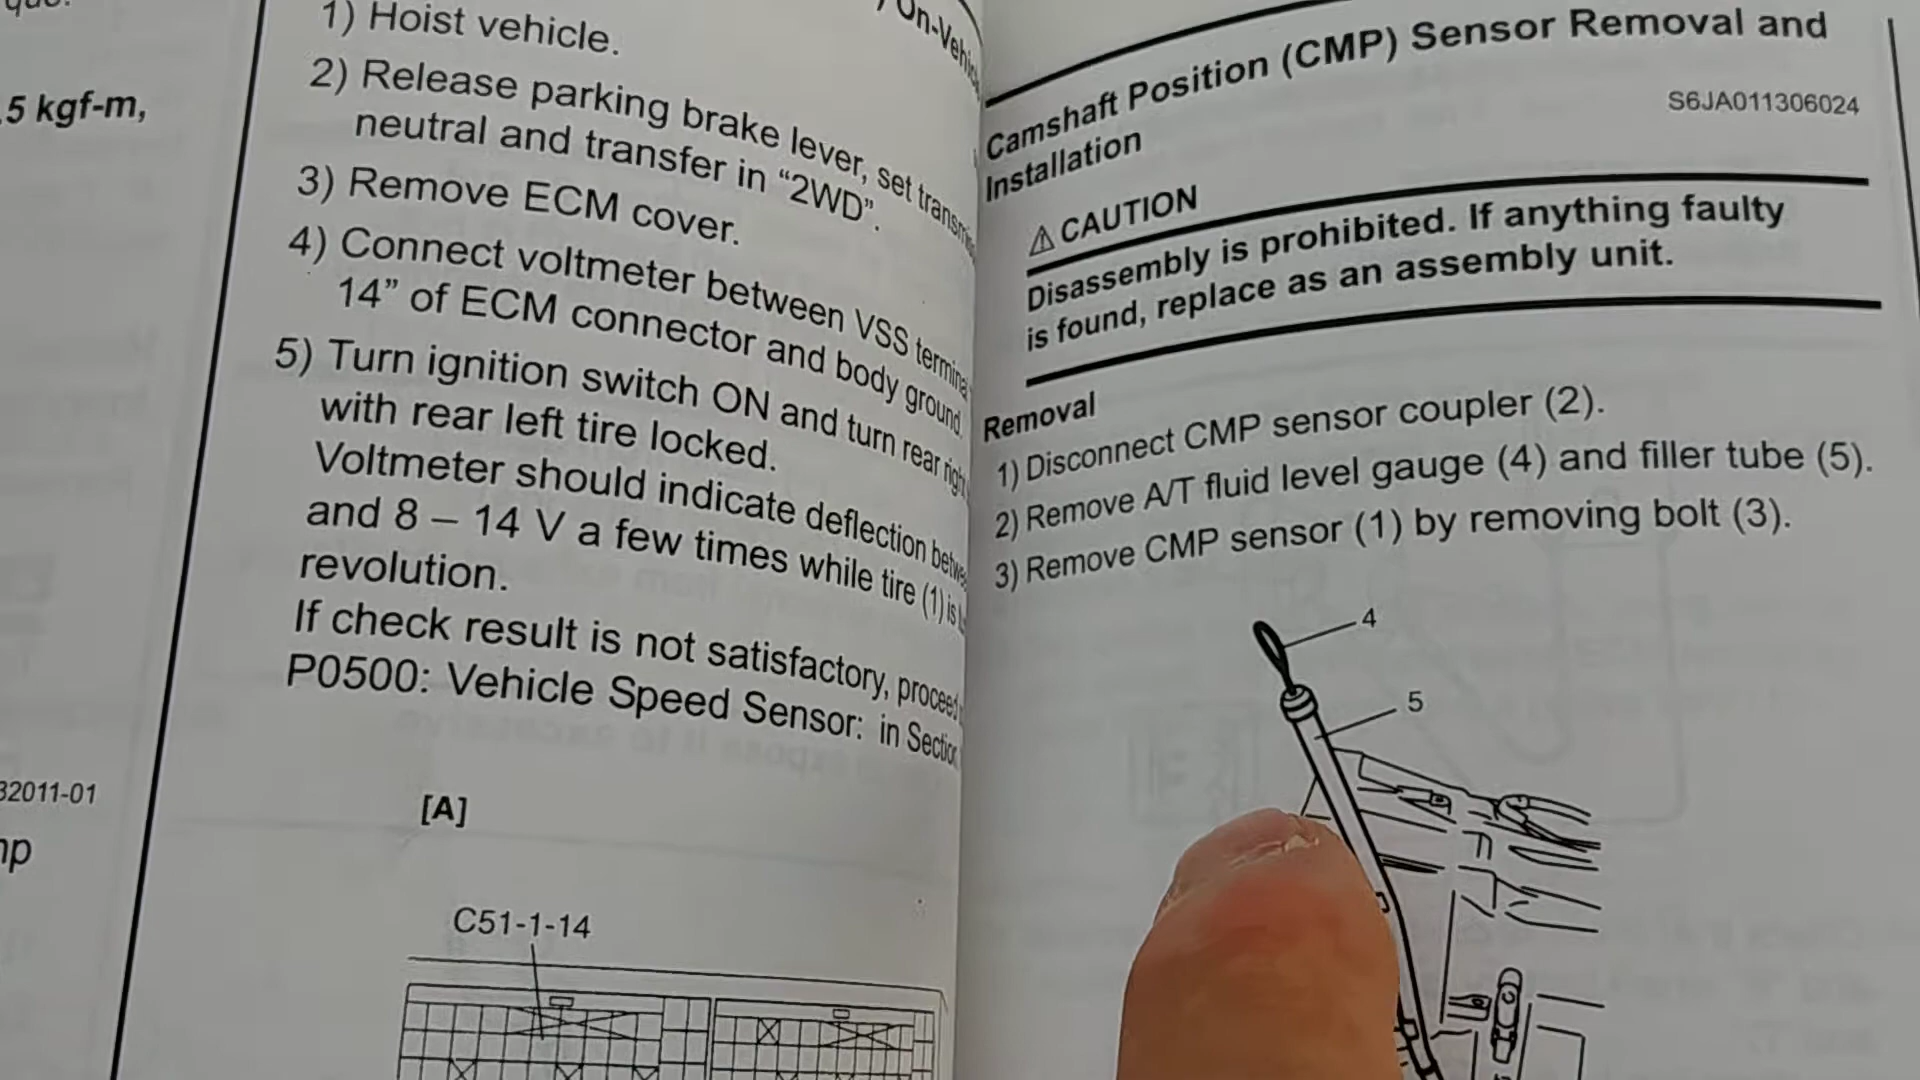 5 kgf-m,
32011-01
1) Hoist vehicle.
2) Release parking brake lever, set
neutral and transfer in “2WD”.
3) Remove ECM cover.
4) Connect voltmeter between VSS
14” of ECM connector and body ground.
5) Turn ignition switch ON and turn rear right
with rear left tire locked.
Voltmeter should indicate deflection
and 8 – 14 V a few times while tire (1) is
revolution.
If check result is not satisfactory, proceed
P0500: Vehicle Speed Sensor: in
[A]
C51-1-14
Camshaft Position (CMP) Sensor Removal and
Installation
S6JA011306024
CAUTION
Disassembly is prohibited. If anything faulty
is found, replace as an assembly unit.
Removal
1) Disconnect CMP sensor coupler (2).
2) Remove A/T fluid level gauge (4) and filler tube (5).
3) Remove CMP sensor (1) by removing bolt (3).
4
5